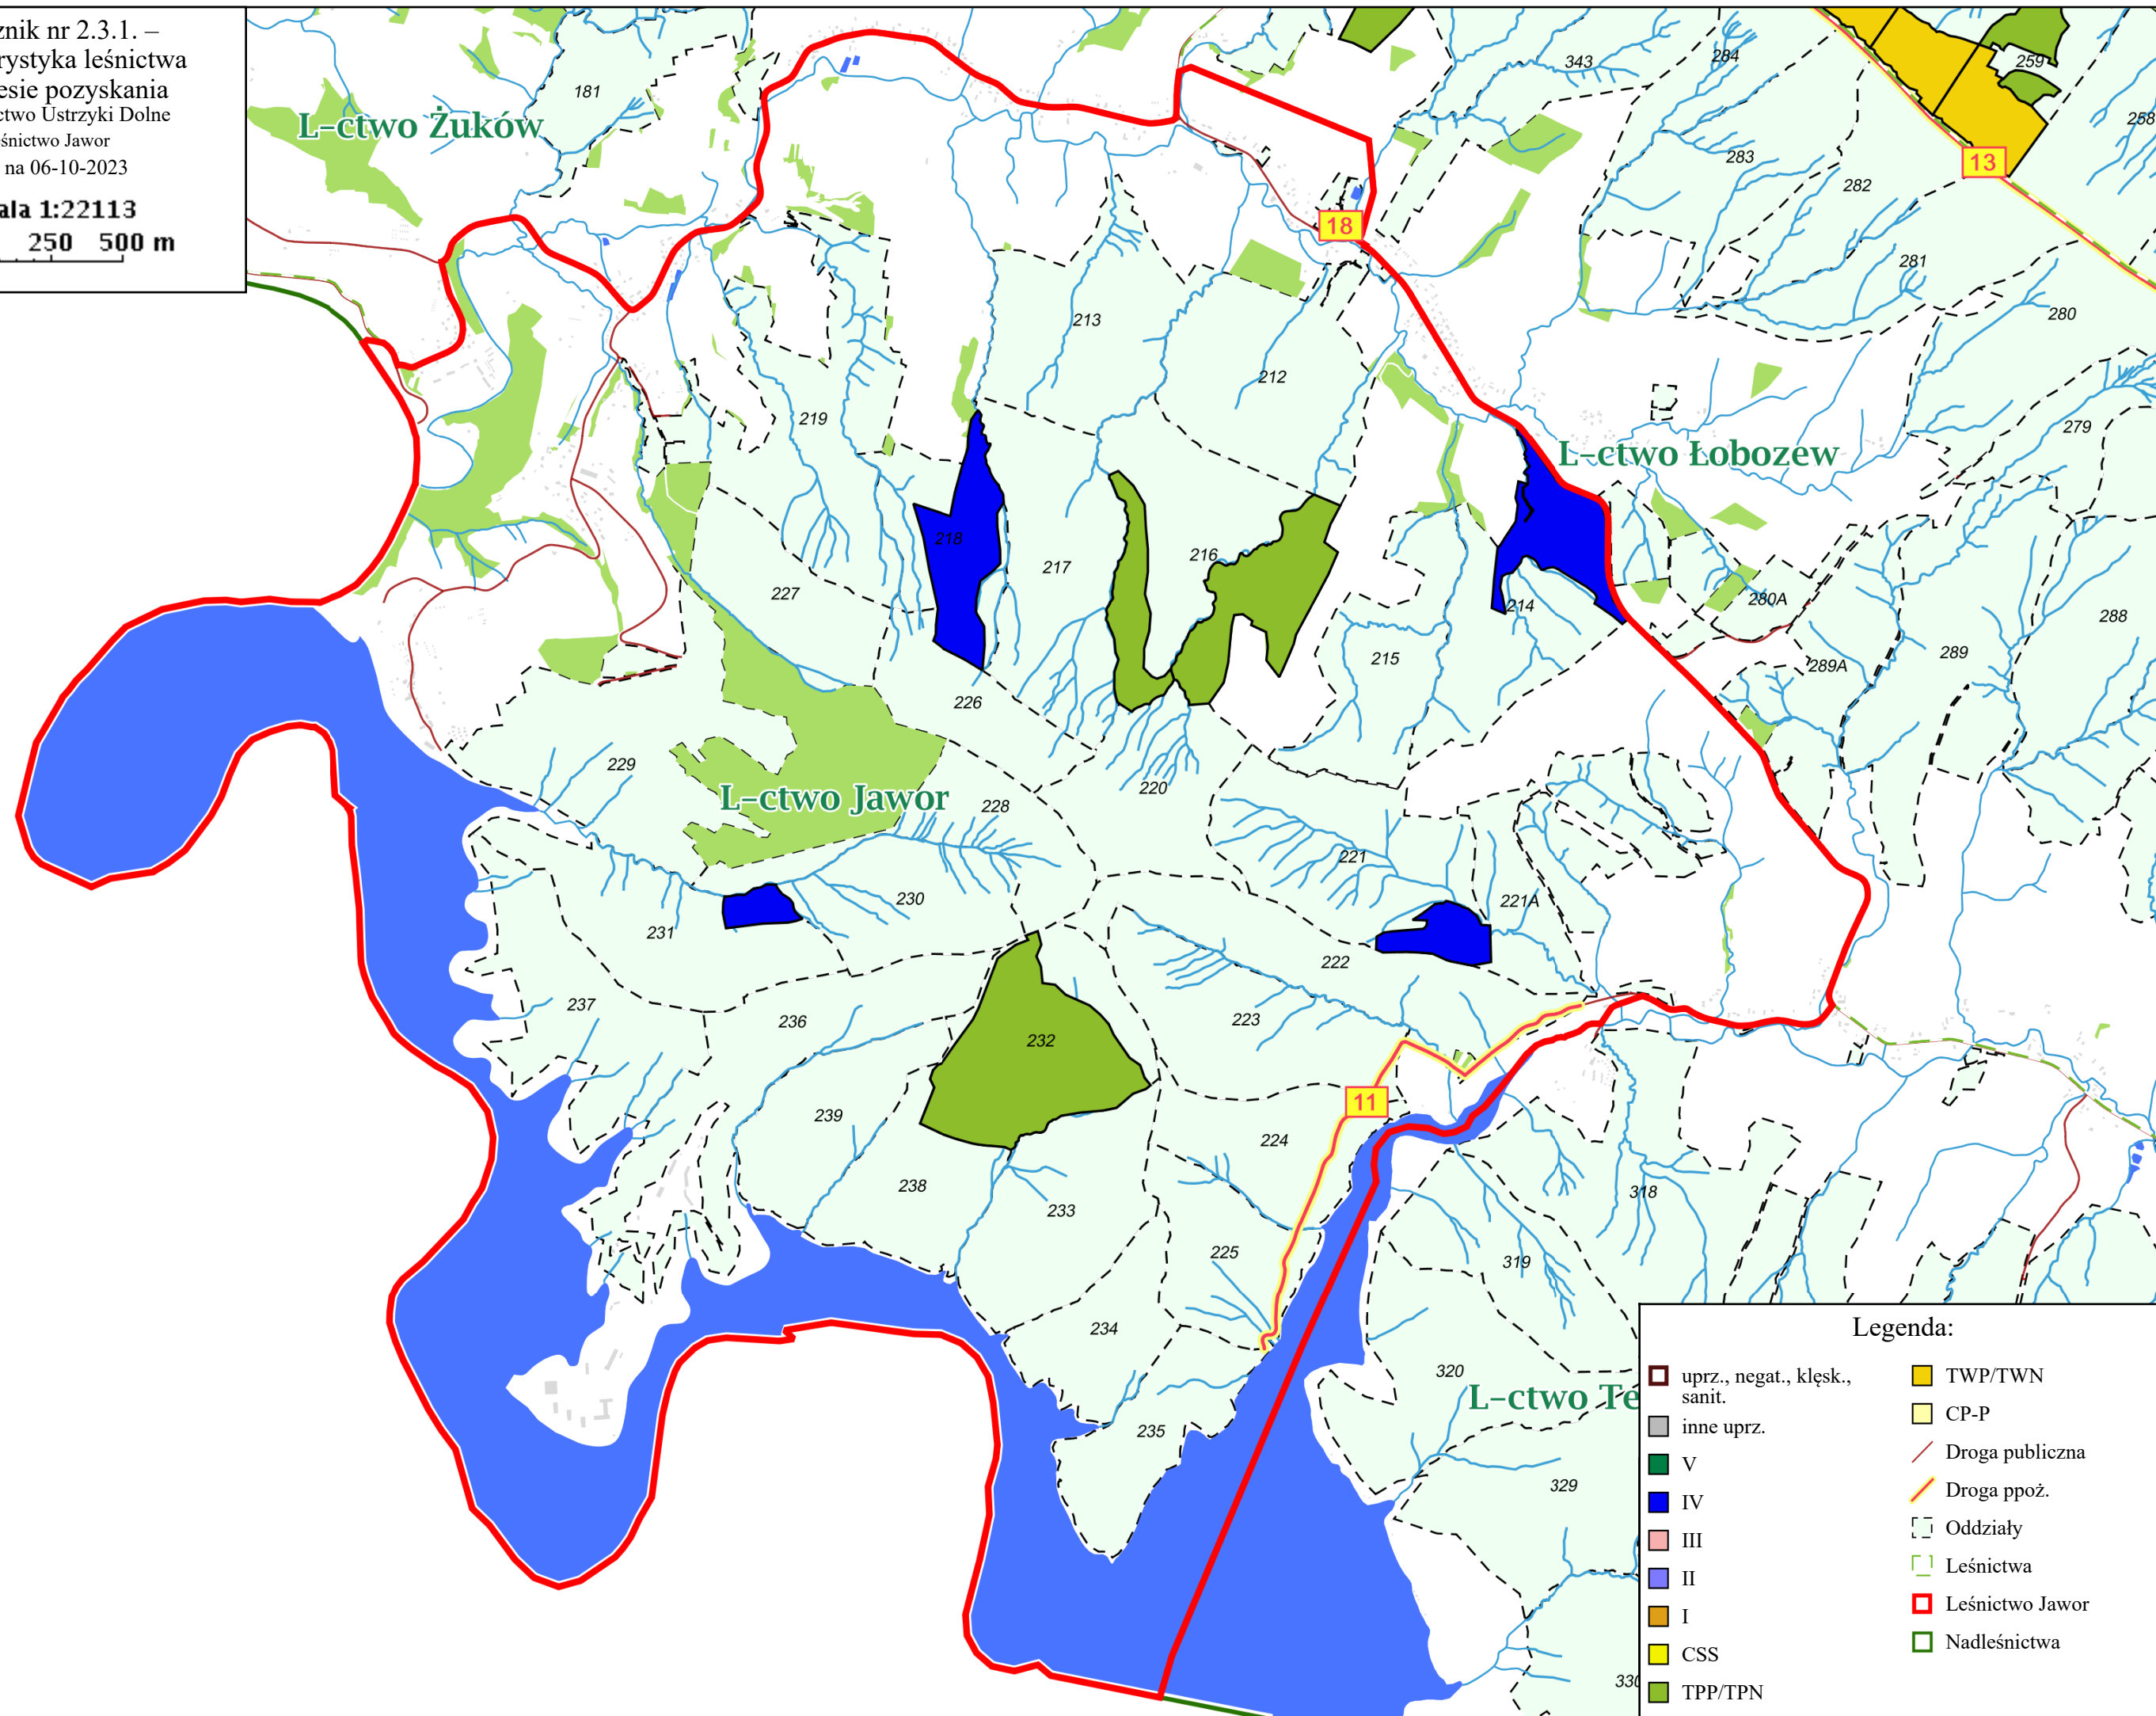 znik nr 2.3.1. –
rystyka leśnictwa
esie pozyskania
ctwo Ustrzyki Dolne
eśnictwo Jawor
na 06-10-2023
ala 1:22113
250 500 m
L-ctwo Żuków
181
343
284
259
258
13
283
282
18
281
280
213
212
219
279
L-ctwo Łobozew
218
217
216
227
214
280A
288
215
289A
289
226
229
220
L-ctwo Jawor
228
221
230
221A
231
222
237
236
223
232
11
239
224
238
318
233
225
319
234
320
L-ctwo Te
235
329
330
Legenda:
uprz., negat., klęsk.,
sanit.
inne uprz.
V
IV
III
II
I
CSS
TPP/TPN
TWP/TWN
CP-P
Droga publiczna
Droga ppoż.
Oddziały
Leśnictwa
Leśnictwo Jawor
Nadleśnictwa